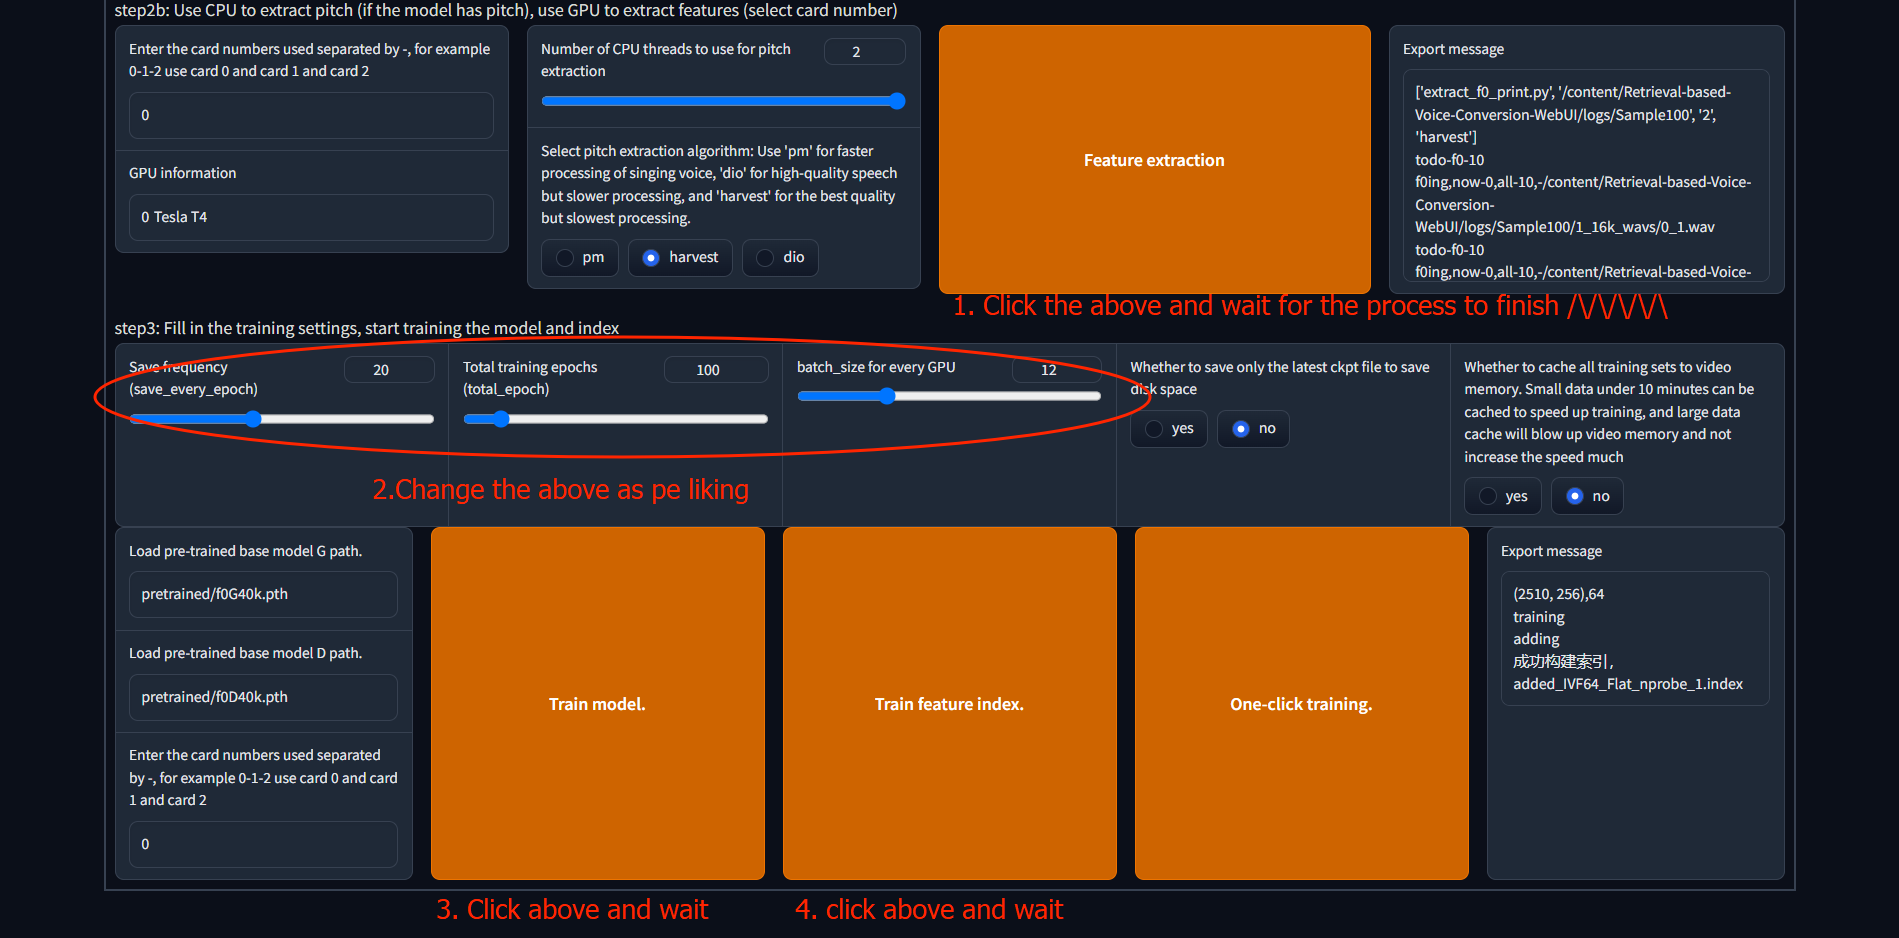 step2b: Use CPU to extract pitch (if the model has pitch), use GPU to extract features (select card number)
Enter the card numbers used separated by -, for example
0-1-2 use card 0 and card 1 and card 2
0
GPU information
0 Tesla T4
Number of CPU threads to use for pitch
extraction
2
Select pitch extraction algorithm: Use 'pm' for faster
processing of singing voice, 'dio' for high-quality speech
but slower processing, and 'harvest' for the best quality
but slowest processing.
pm
harvest
dio
Feature extraction
Export message
['extract_f0_print.py', '/content/Retrieval-based-
Voice-Conversion-WebUI/logs/Sample100', '2',
'harvest']
todo-f0-10
f0ing,now-0,all-10,-/content/Retrieval-based-Voice-
Conversion-
WebUI/logs/Sample100/1_16k_wavs/0_1.wav
todo-f0-10
f0ing,now-0,all-10,-/content/Retrieval-based-Voice-
1. Click the above and wait for the process to finish /\/\/\/\/\
step3: Fill in the training settings, start training the model and index
Save frequency
(save_every_epoch)
20
Total training epochs
(total_epoch)
100
batch_size for every GPU
12
Whether to save only the latest ckpt file to save
disk space
yes
no
Whether to cache all training sets to video
memory. Small data under 10 minutes can be
cached to speed up training, and large data
cache will blow up video memory and not
increase the speed much
yes
no
2.Change the above as pe liking
Load pre-trained base model G path.
pretrained/f0G40k.pth
Load pre-trained base model D path.
pretrained/f0D40k.pth
Enter the card numbers used separated
by -, for example 0-1-2 use card 0 and card
1 and card 2
0
Train model.
Train feature index.
One-click training.
Export message
(2510, 256),64
training
adding
成功构建索引,
added_IVF64_Flat_nprobe_1.index
3. Click above and wait
4. click above and wait